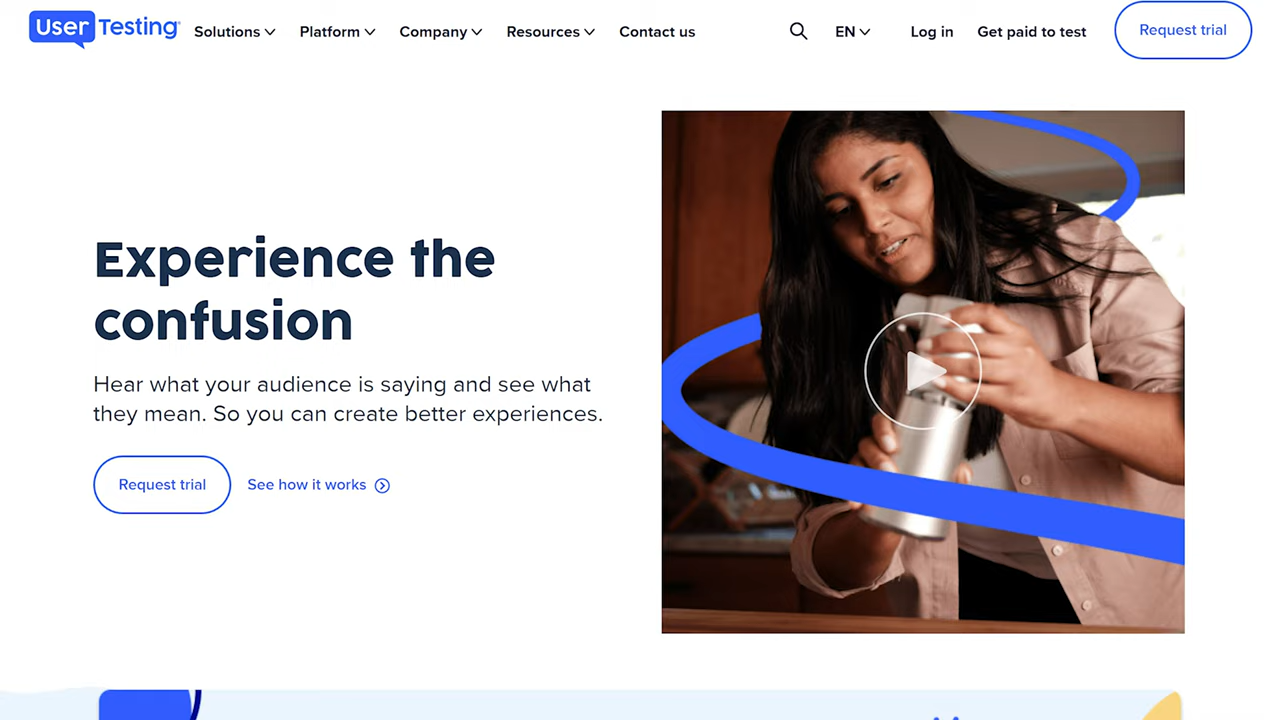 UserTesting
Solutions
Platform
Company
Resources
Contact us
EN
Log in
Get paid to test
Request trial
Experience the
confusion
Hear what your audience is saying and see what
they mean. So you can create better experiences.
Request trial
See how it works